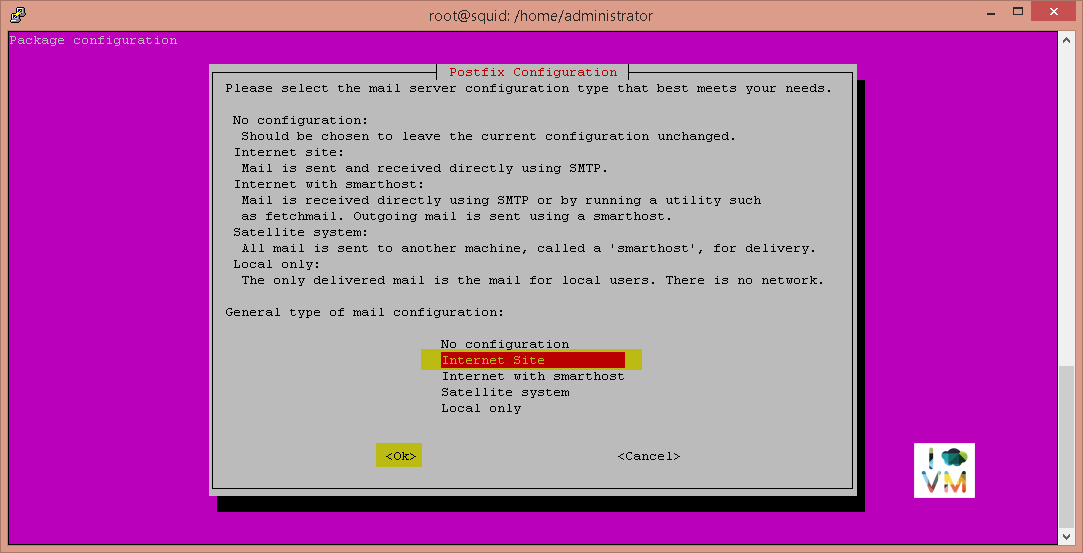 root@squid: /home/administrator
Package configuration
Postfix Configuration
Please select the mail server configuration type that best meets your needs.
No configuration:
Should be chosen to leave the current configuration unchanged.
Internet site:
Mail is sent and received directly using SMTP.
Internet with smarthost:
Mail is received directly using SMTP or by running a utility such
as fetchmail. Outgoing mail is sent using a smarthost.
Satellite system:
All mail is sent to another machine, called a 'smarthost', for delivery.
Local only:
The only delivered mail is the mail for local users. There is no network.
General type of mail configuration:
No configuration
Internet Site
Internet with smarthost
Satellite system
Local only
<Ok> <Cancel>
I
VM